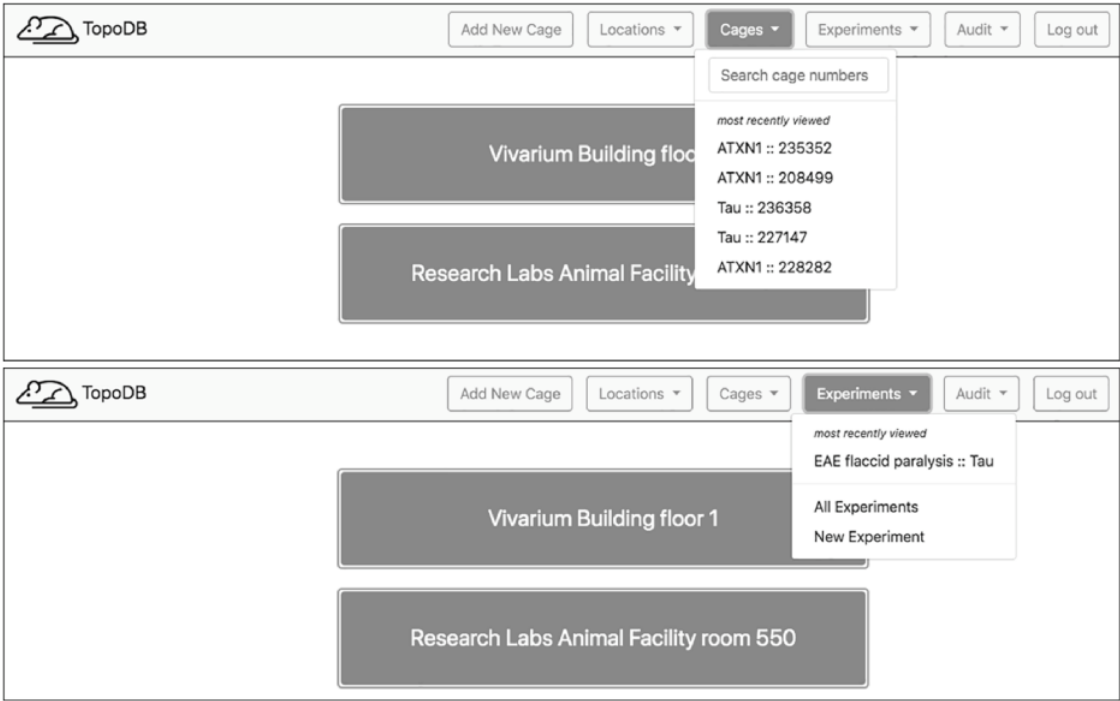 TopoDB
Add New Cage
Locations
Cages
Experiments
Audit
Log out
Search cage numbers
most recently viewed
ATXN1 :: 235352
ATXN1 :: 208499
Tau :: 236358
Tau :: 227147
ATXN1 :: 228282
Vivarium Building floo
Research Labs Animal Facility
TopoDB
Add New Cage
Locations
Cages
Experiments
Audit
Log out
most recently viewed
EAE flaccid paralysis :: Tau
All Experiments
New Experiment
Vivarium Building floor 1
Research Labs Animal Facility room 550